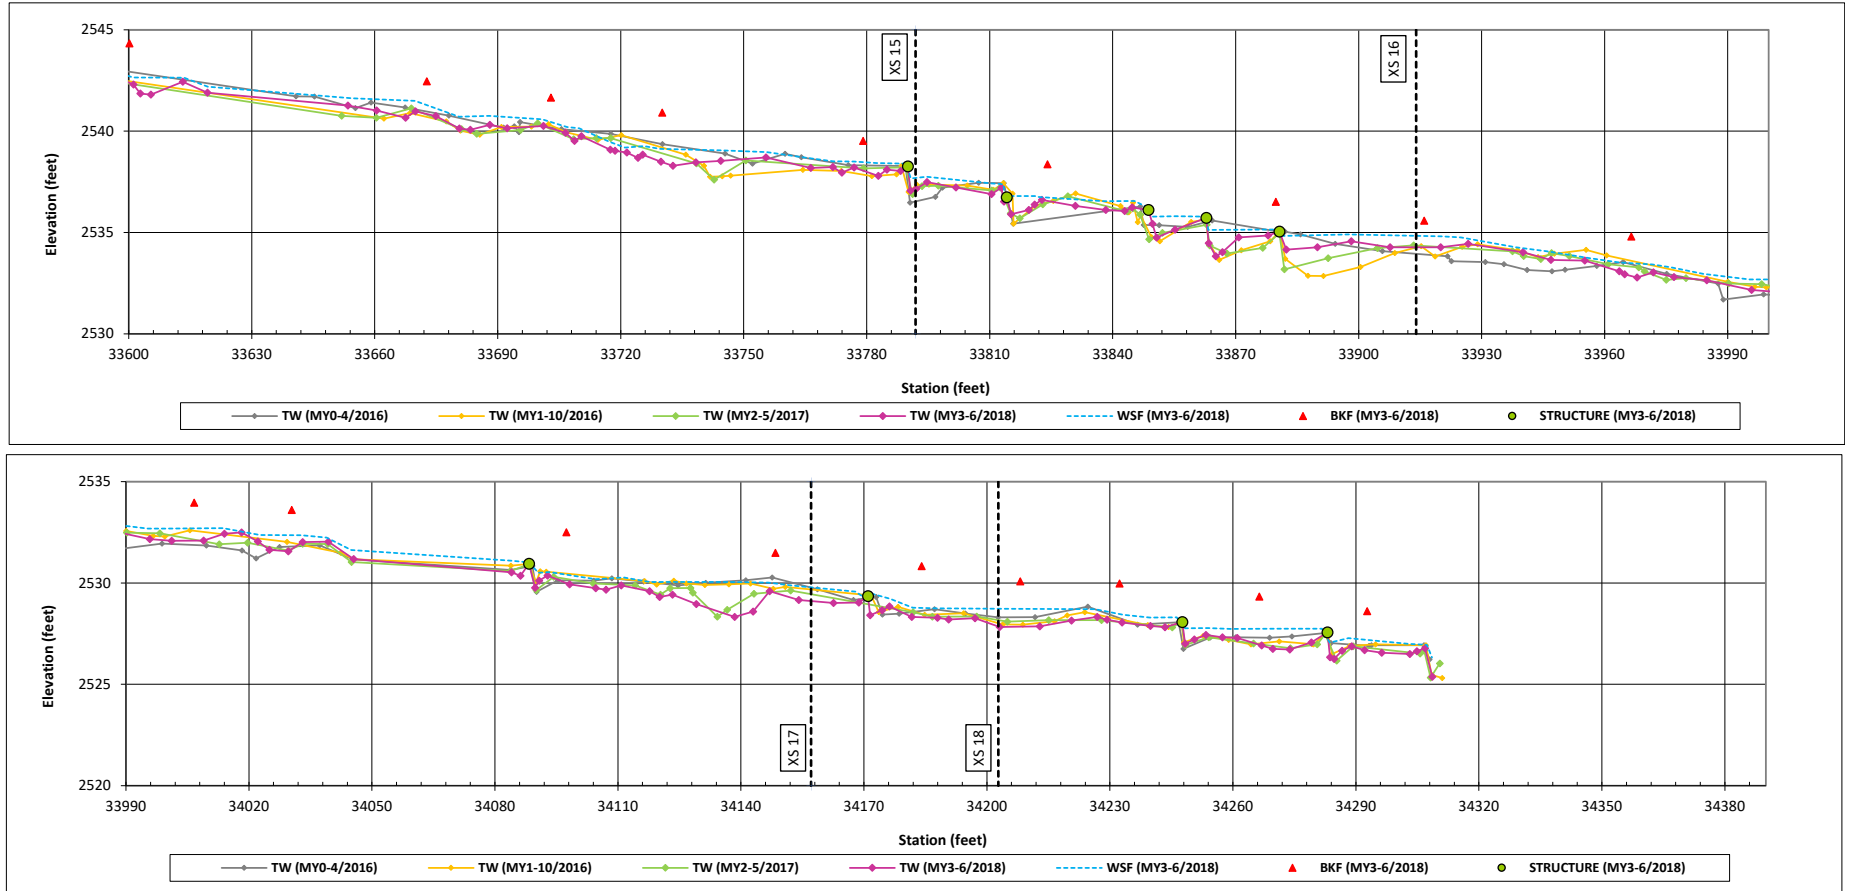 2545
2540
2535
2530
Elevation (feet)
XS 15
XS 16
33600 33630 33660 33690 33720 33750 33780 33810 33840 33870 33900 33930 33960 33990
Station (feet)
TW (MY0-4/2016) TW (MY1-10/2016) TW (MY2-5/2017) TW (MY3-6/2018) WSF (MY3-6/2018) BKF (MY3-6/2018) STRUCTURE (MY3-6/2018)
2535
2530
2525
2520
Elevation (feet)
XS 17
XS 18
33990 34020 34050 34080 34110 34140 34170 34200 34230 34260 34290 34320 34350 34380
Station (feet)
TW (MY0-4/2016) TW (MY1-10/2016) TW (MY2-5/2017) TW (MY3-6/2018) WSF (MY3-6/2018) BKF (MY3-6/2018) STRUCTURE (MY3-6/2018)